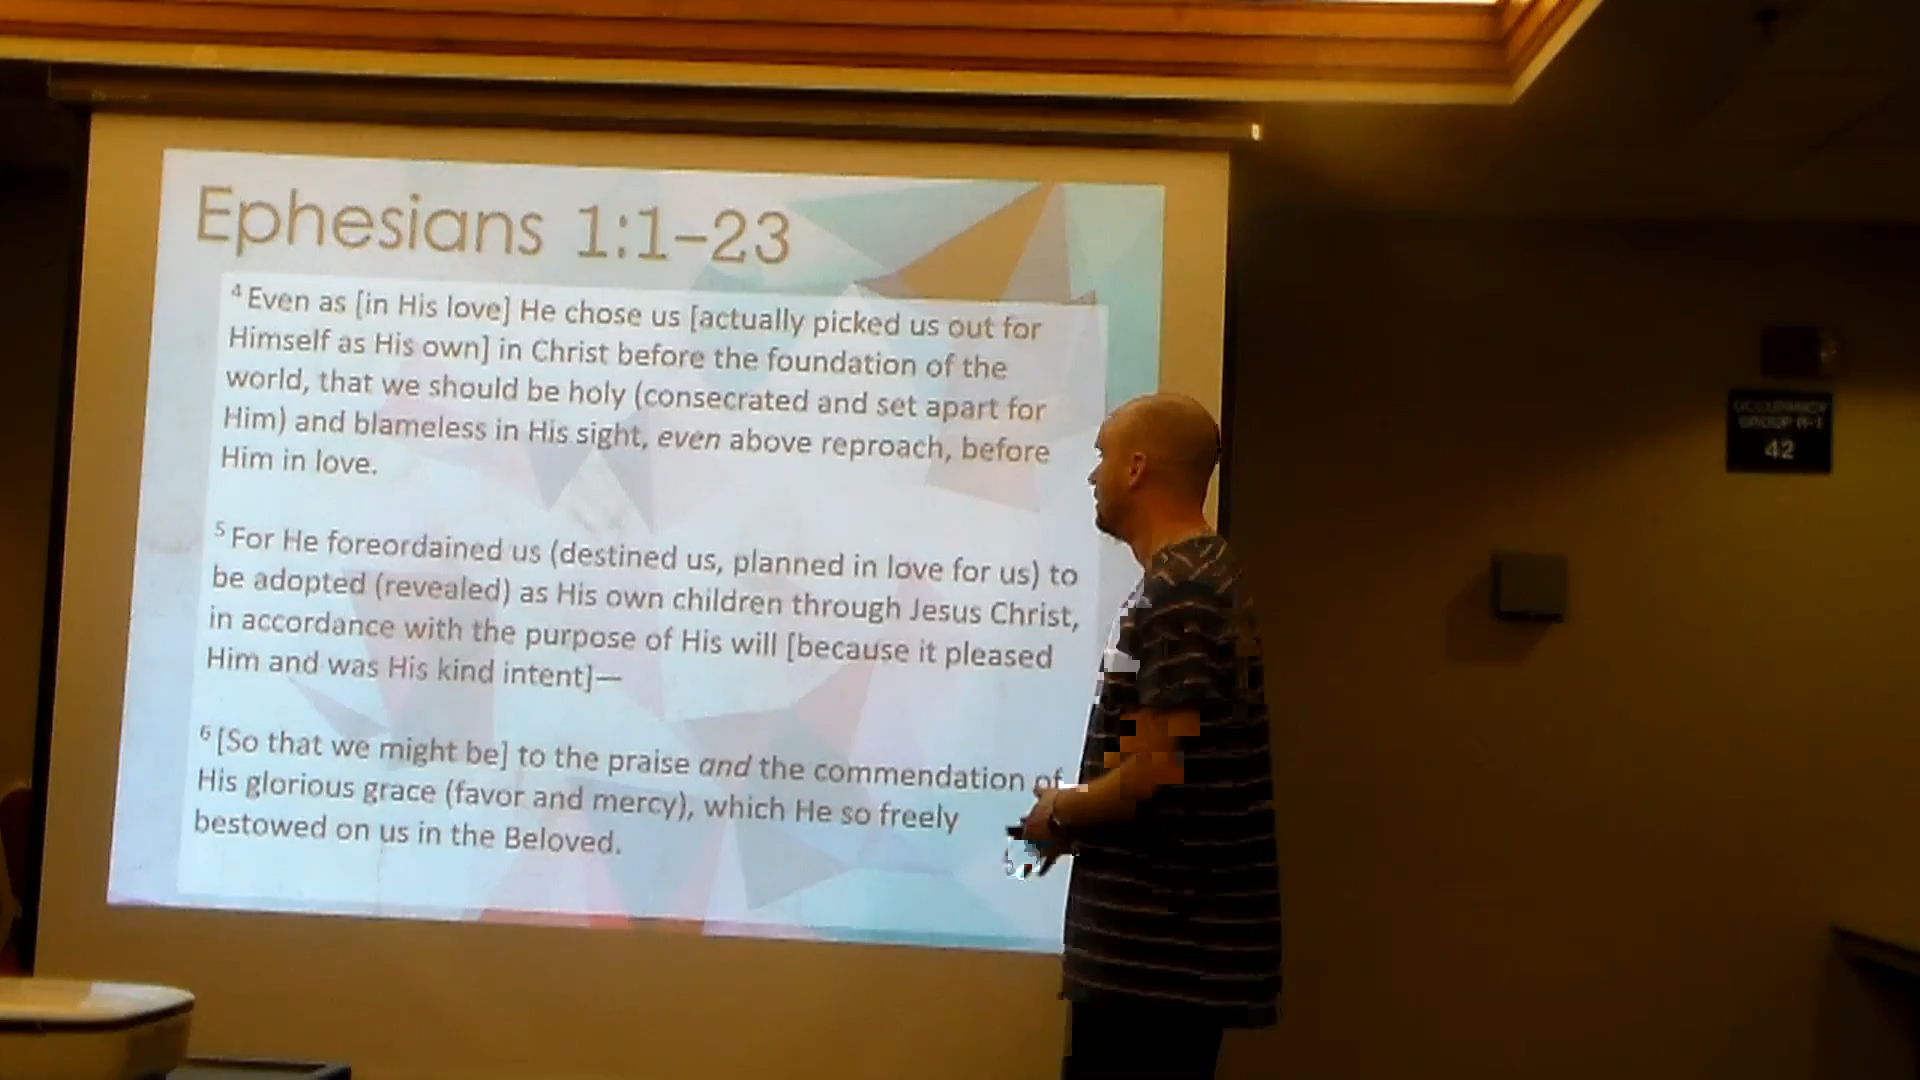 Ephesians 1:1–23
4 Even as [in His love] He chose us [actually picked us out for
Himself as His own] in Christ before the foundation of the
world, that we should be holy (consecrated and set apart for
Him) and blameless in His sight, even above reproach, before
Him in love.
5 For He foreordained us (destined us, planned in love for us) to
be adopted (revealed) as His own children through Jesus Christ,
in accordance with the purpose of His will [because it pleased
Him and was His kind intent]—
6 [So that we might be] to the praise and the commendation of
His glorious grace (favor and mercy), which He so freely
bestowed on us in the Beloved.
OCCUPANCY
GROUP
42